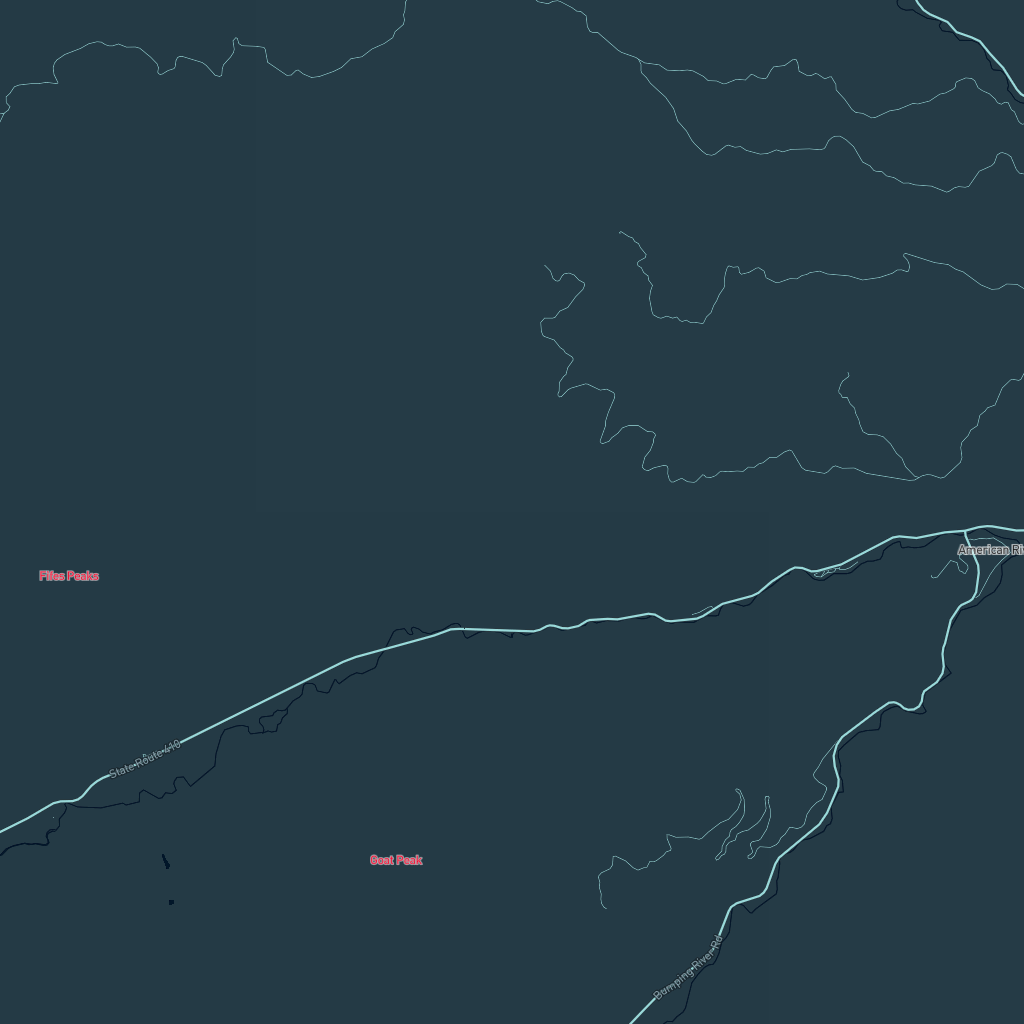 American Ri
Fifes Peaks
State Route 410
Goat Peak
Bumping River Rd